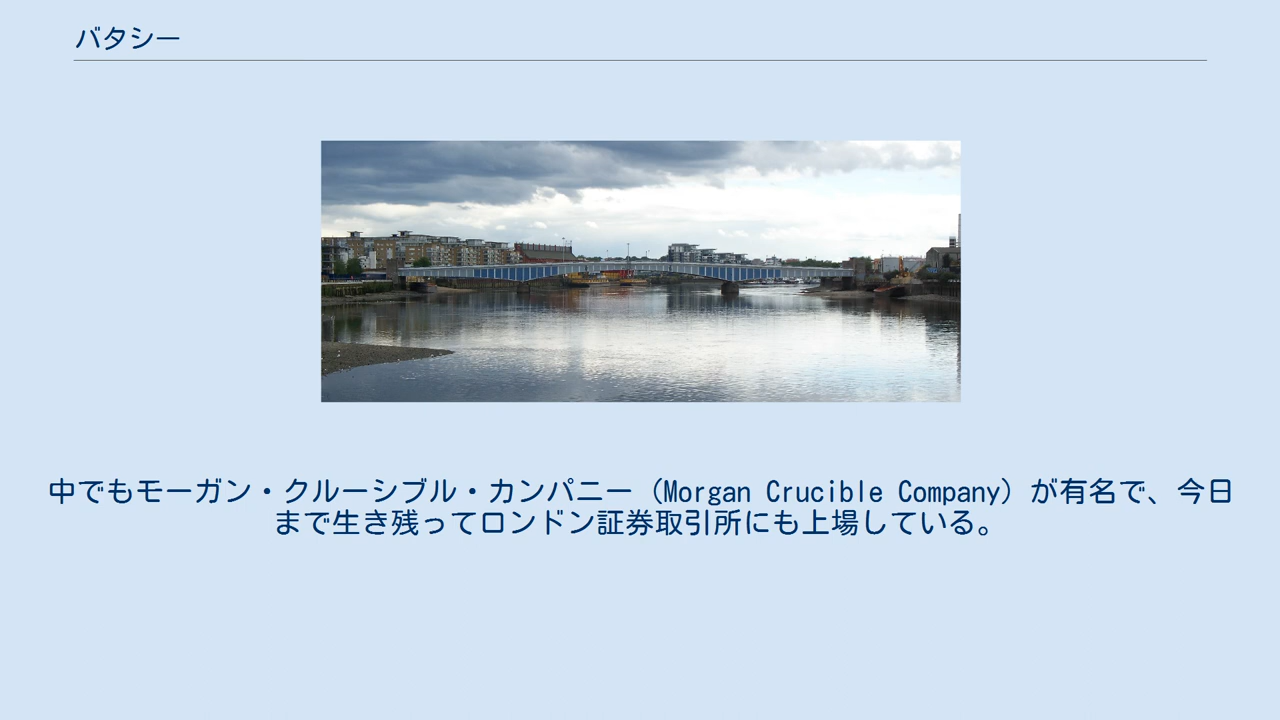 バタシー
中でもモーガン・クルーシブル・カンパニー（Morgan Crucible Company）が有名で、今日
まで生き残ってロンドン証券取引所にも上場している。